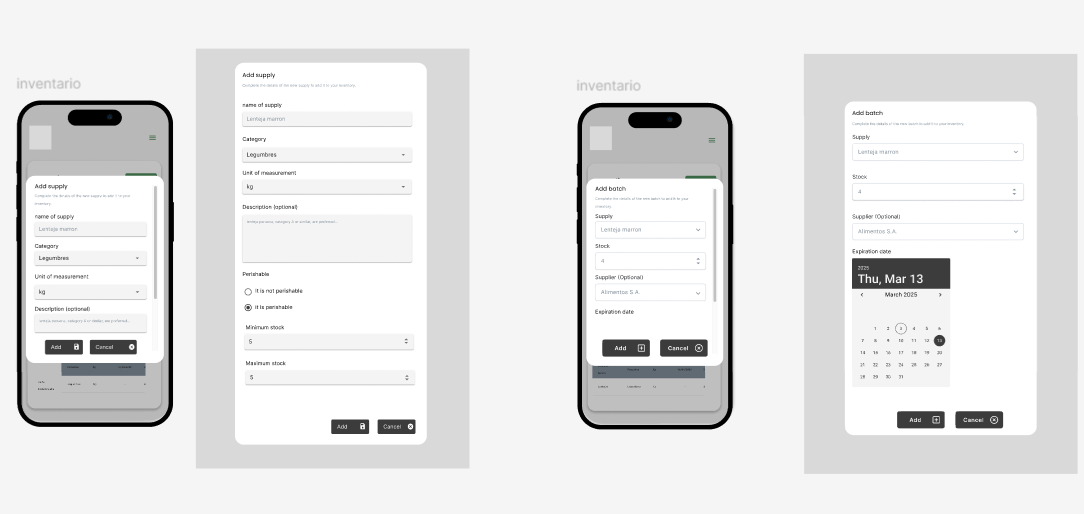 inventario
Add supply
Complete the details of the new supply to add it to your
inventory.
name of supply
Lenteja marron
Category
Legumbres
Unit of measurement
kg
Description (optional)
Add
Cancel
Add supply
Complete the details of the new supply to add it to your inventory.
name of supply
Lenteja marron
Category
Legumbres
Unit of measurement
kg
Description (optional)
Perishable
It is not perishable
it is perishable
Minimum stock
5
Maximum stock
5
Add
Cancel
inventario
Add batch
Complete the details of the new batch to add it to your
inventory.
Supply
Lenteja marron
Stock
4
Supplier (Optional)
Alimentos S.A.
Expiration date
Add
Cancel
Add batch
Complete the details of the new batch to add it to your inventory.
Supply
Lenteja marron
Stock
4
Supplier (Optional)
Alimentos S.A.
Expiration date
2025
Thu, Mar 13
March 2025
1 2 3 4 5 6
7 8 9 10 11 12 13
14 15 16 17 18 19 20
21 22 23 24 25 26 27
28 29 30 31
Add
Cancel